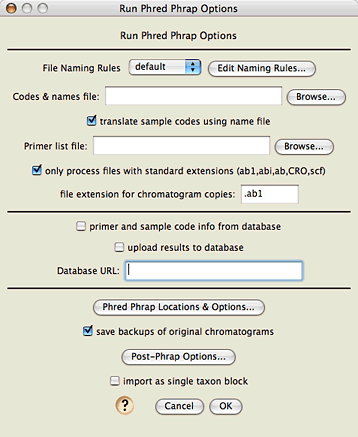 Run Phred Phrap Options
Run Phred Phrap Options
File Naming Rules default Edit Naming Rules...
Codes & names file: Browse...
translate sample codes using name file
Primer list file: Browse...
only process files with standard extensions (ab1,abi,ab,CRO,scf)
file extension for chromatogram copies: .ab1
primer and sample code info from database
upload results to database
Database URL:
Phred Phrap Locations & Options...
save backups of original chromatograms
Post-Phrap Options...
import as single taxon block
? Cancel OK